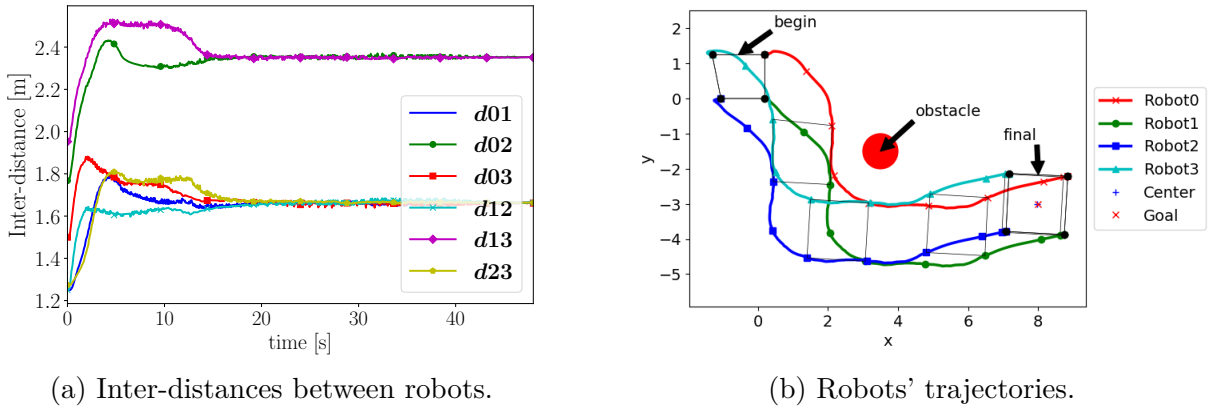 2.4
2.2
2.0
1.8
1.6
1.4
1.2
Inter-distance [m]
0
10
20
30
40
time [s]
d01
d02
d03
d12
d13
d23
(a) Inter-distances between robots.
2
1
0
−1
−2
−3
−4
−5
y
0
2
4
6
8
x
begin
obstacle
final
Robot0
Robot1
Robot2
Robot3
Center
Goal
(b) Robots' trajectories.